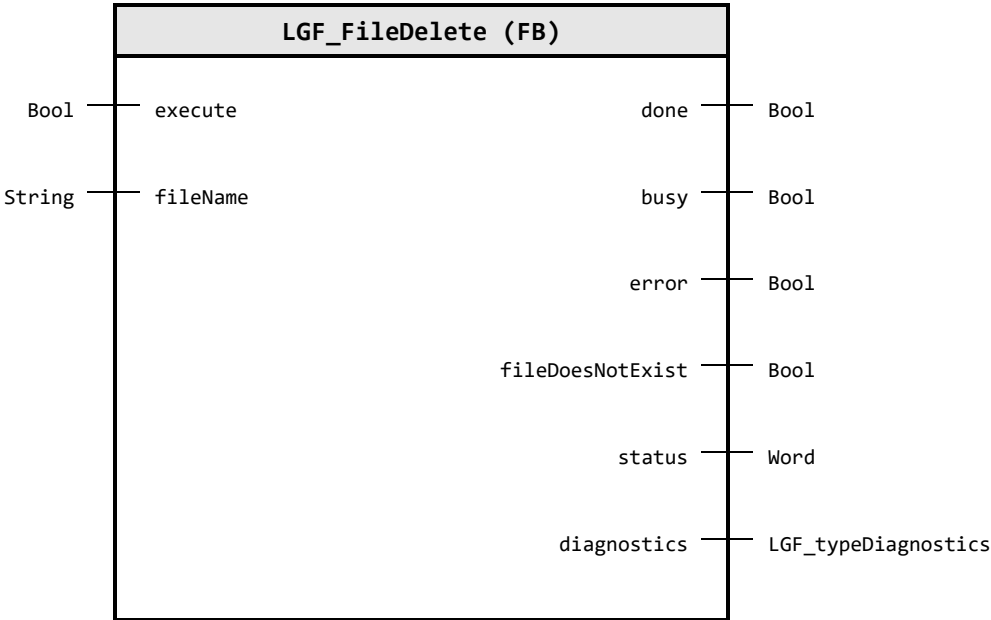 LGF_FileDelete (FB)
Bool execute done Bool
String fileName busy Bool
error Bool
fileDoesNotExist Bool
status Word
diagnostics LGF_typeDiagnostics